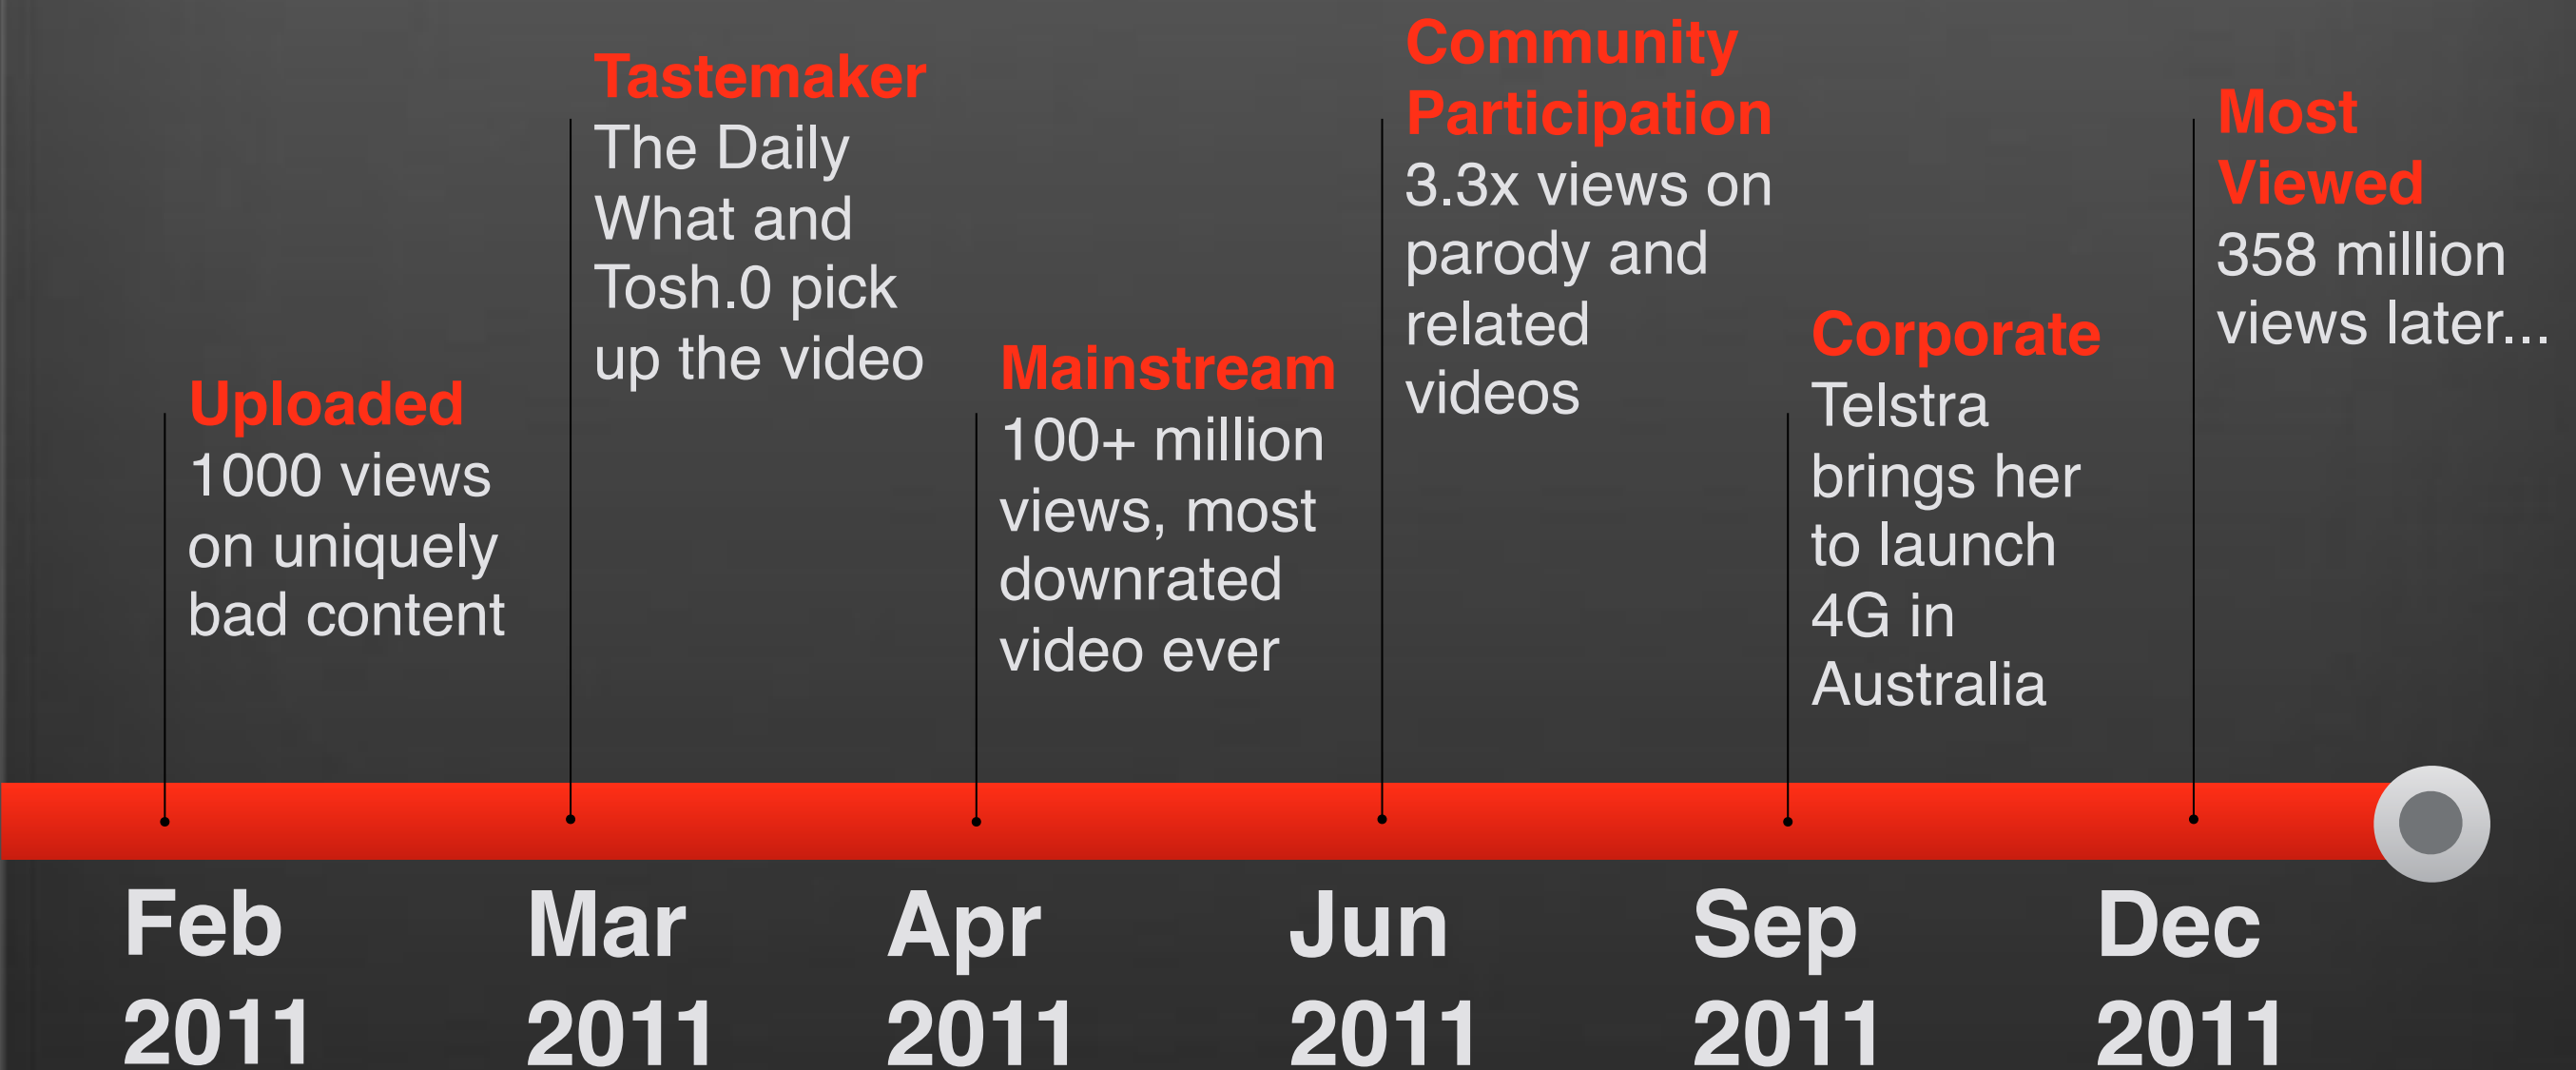 Uploaded
1000 views
on uniquely
bad content
Tastemaker
The Daily
What and
Tosh.0 pick
up the video
Mainstream
100+ million
views, most
downrated
video ever
Community
Participation
3.3x views on
parody and
related
videos
Corporate
Telstra
brings her
to launch
4G in
Australia
Most
Viewed
358 million
views later...
Feb
2011
Mar
2011
Apr
2011
Jun
2011
Sep
2011
Dec
2011